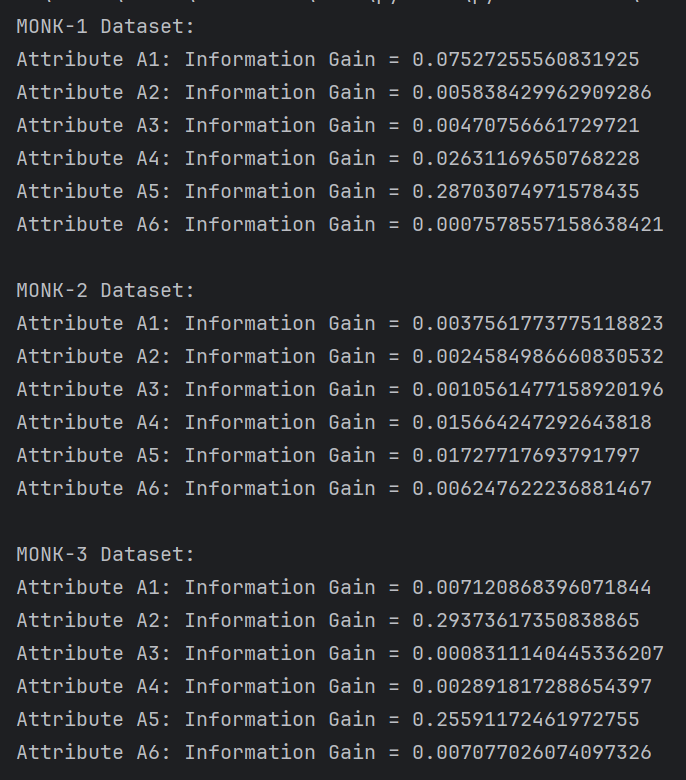 MONK-1 Dataset:
Attribute A1: Information Gain = 0.07527255560831925
Attribute A2: Information Gain = 0.005838429962909286
Attribute A3: Information Gain = 0.00470756661729721
Attribute A4: Information Gain = 0.02631169650768228
Attribute A5: Information Gain = 0.28703074971578435
Attribute A6: Information Gain = 0.0007578557158638421
MONK-2 Dataset:
Attribute A1: Information Gain = 0.0037561773775118823
Attribute A2: Information Gain = 0.0024584986660830532
Attribute A3: Information Gain = 0.0010561477158920196
Attribute A4: Information Gain = 0.015664247292643818
Attribute A5: Information Gain = 0.01727717693791797
Attribute A6: Information Gain = 0.006247622236881467
MONK-3 Dataset:
Attribute A1: Information Gain = 0.007120868396071844
Attribute A2: Information Gain = 0.29373617350838865
Attribute A3: Information Gain = 0.0008311140445336207
Attribute A4: Information Gain = 0.002891817288654397
Attribute A5: Information Gain = 0.25591172461972755
Attribute A6: Information Gain = 0.007077026074097326